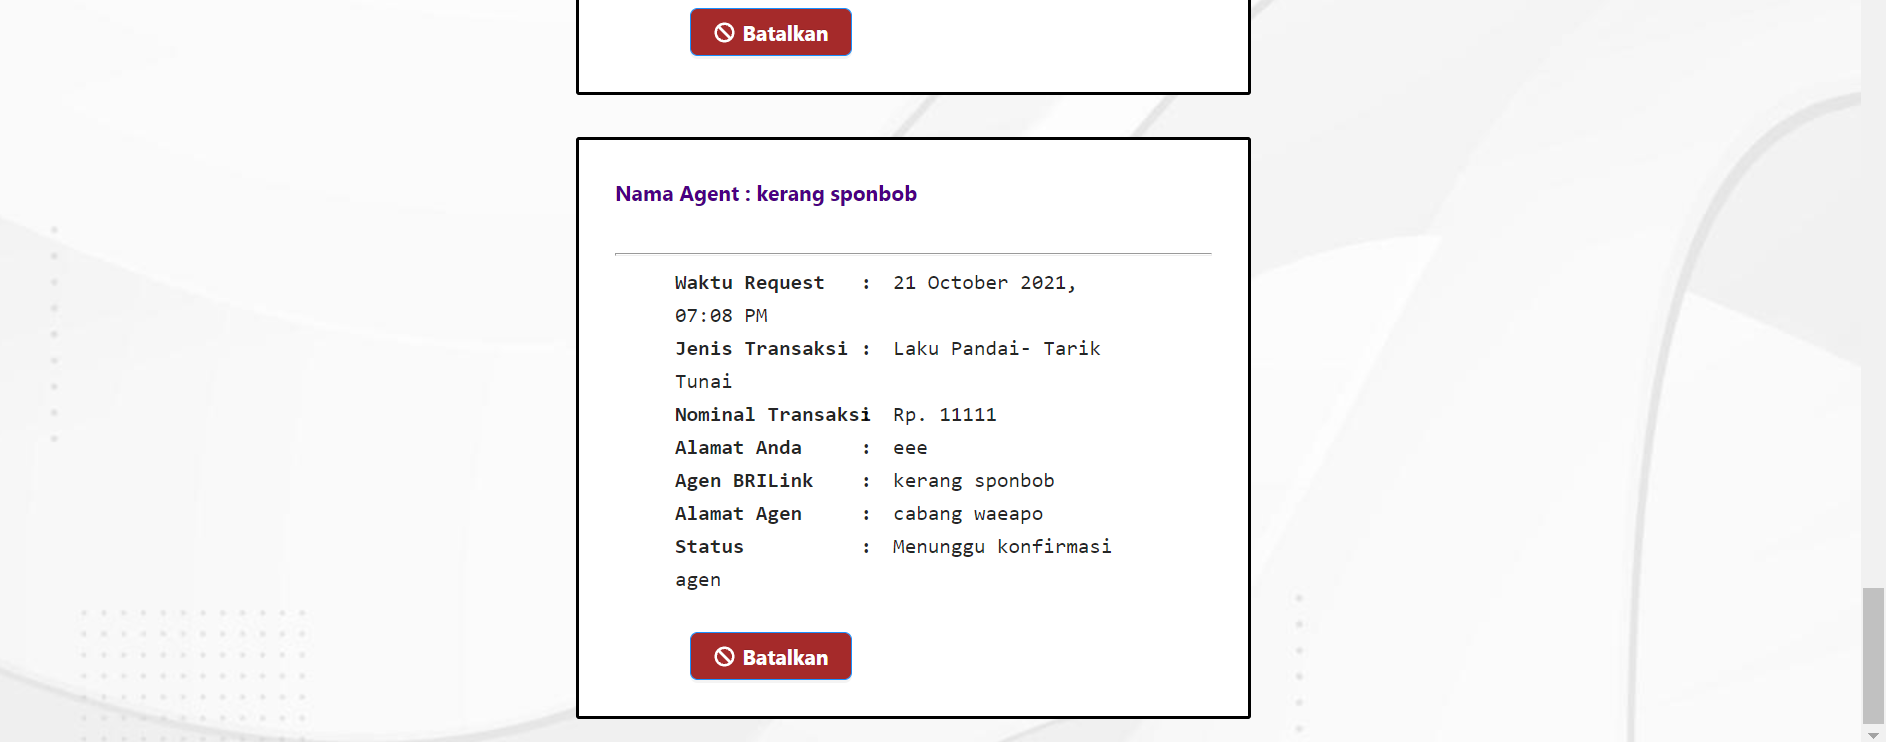 Batalkan
Nama Agent : kerang sponbob
Waktu Request : 21 October 2021,
07:08 PM
Jenis Transaksi : Laku Pandai- Tarik
Tunai
Nominal Transaksi Rp. 11111
Alamat Anda : eee
Agen BRILink : kerang sponbob
Alamat Agen : cabang waeapo
Status : Menunggu konfirmasi
agen
Batalkan